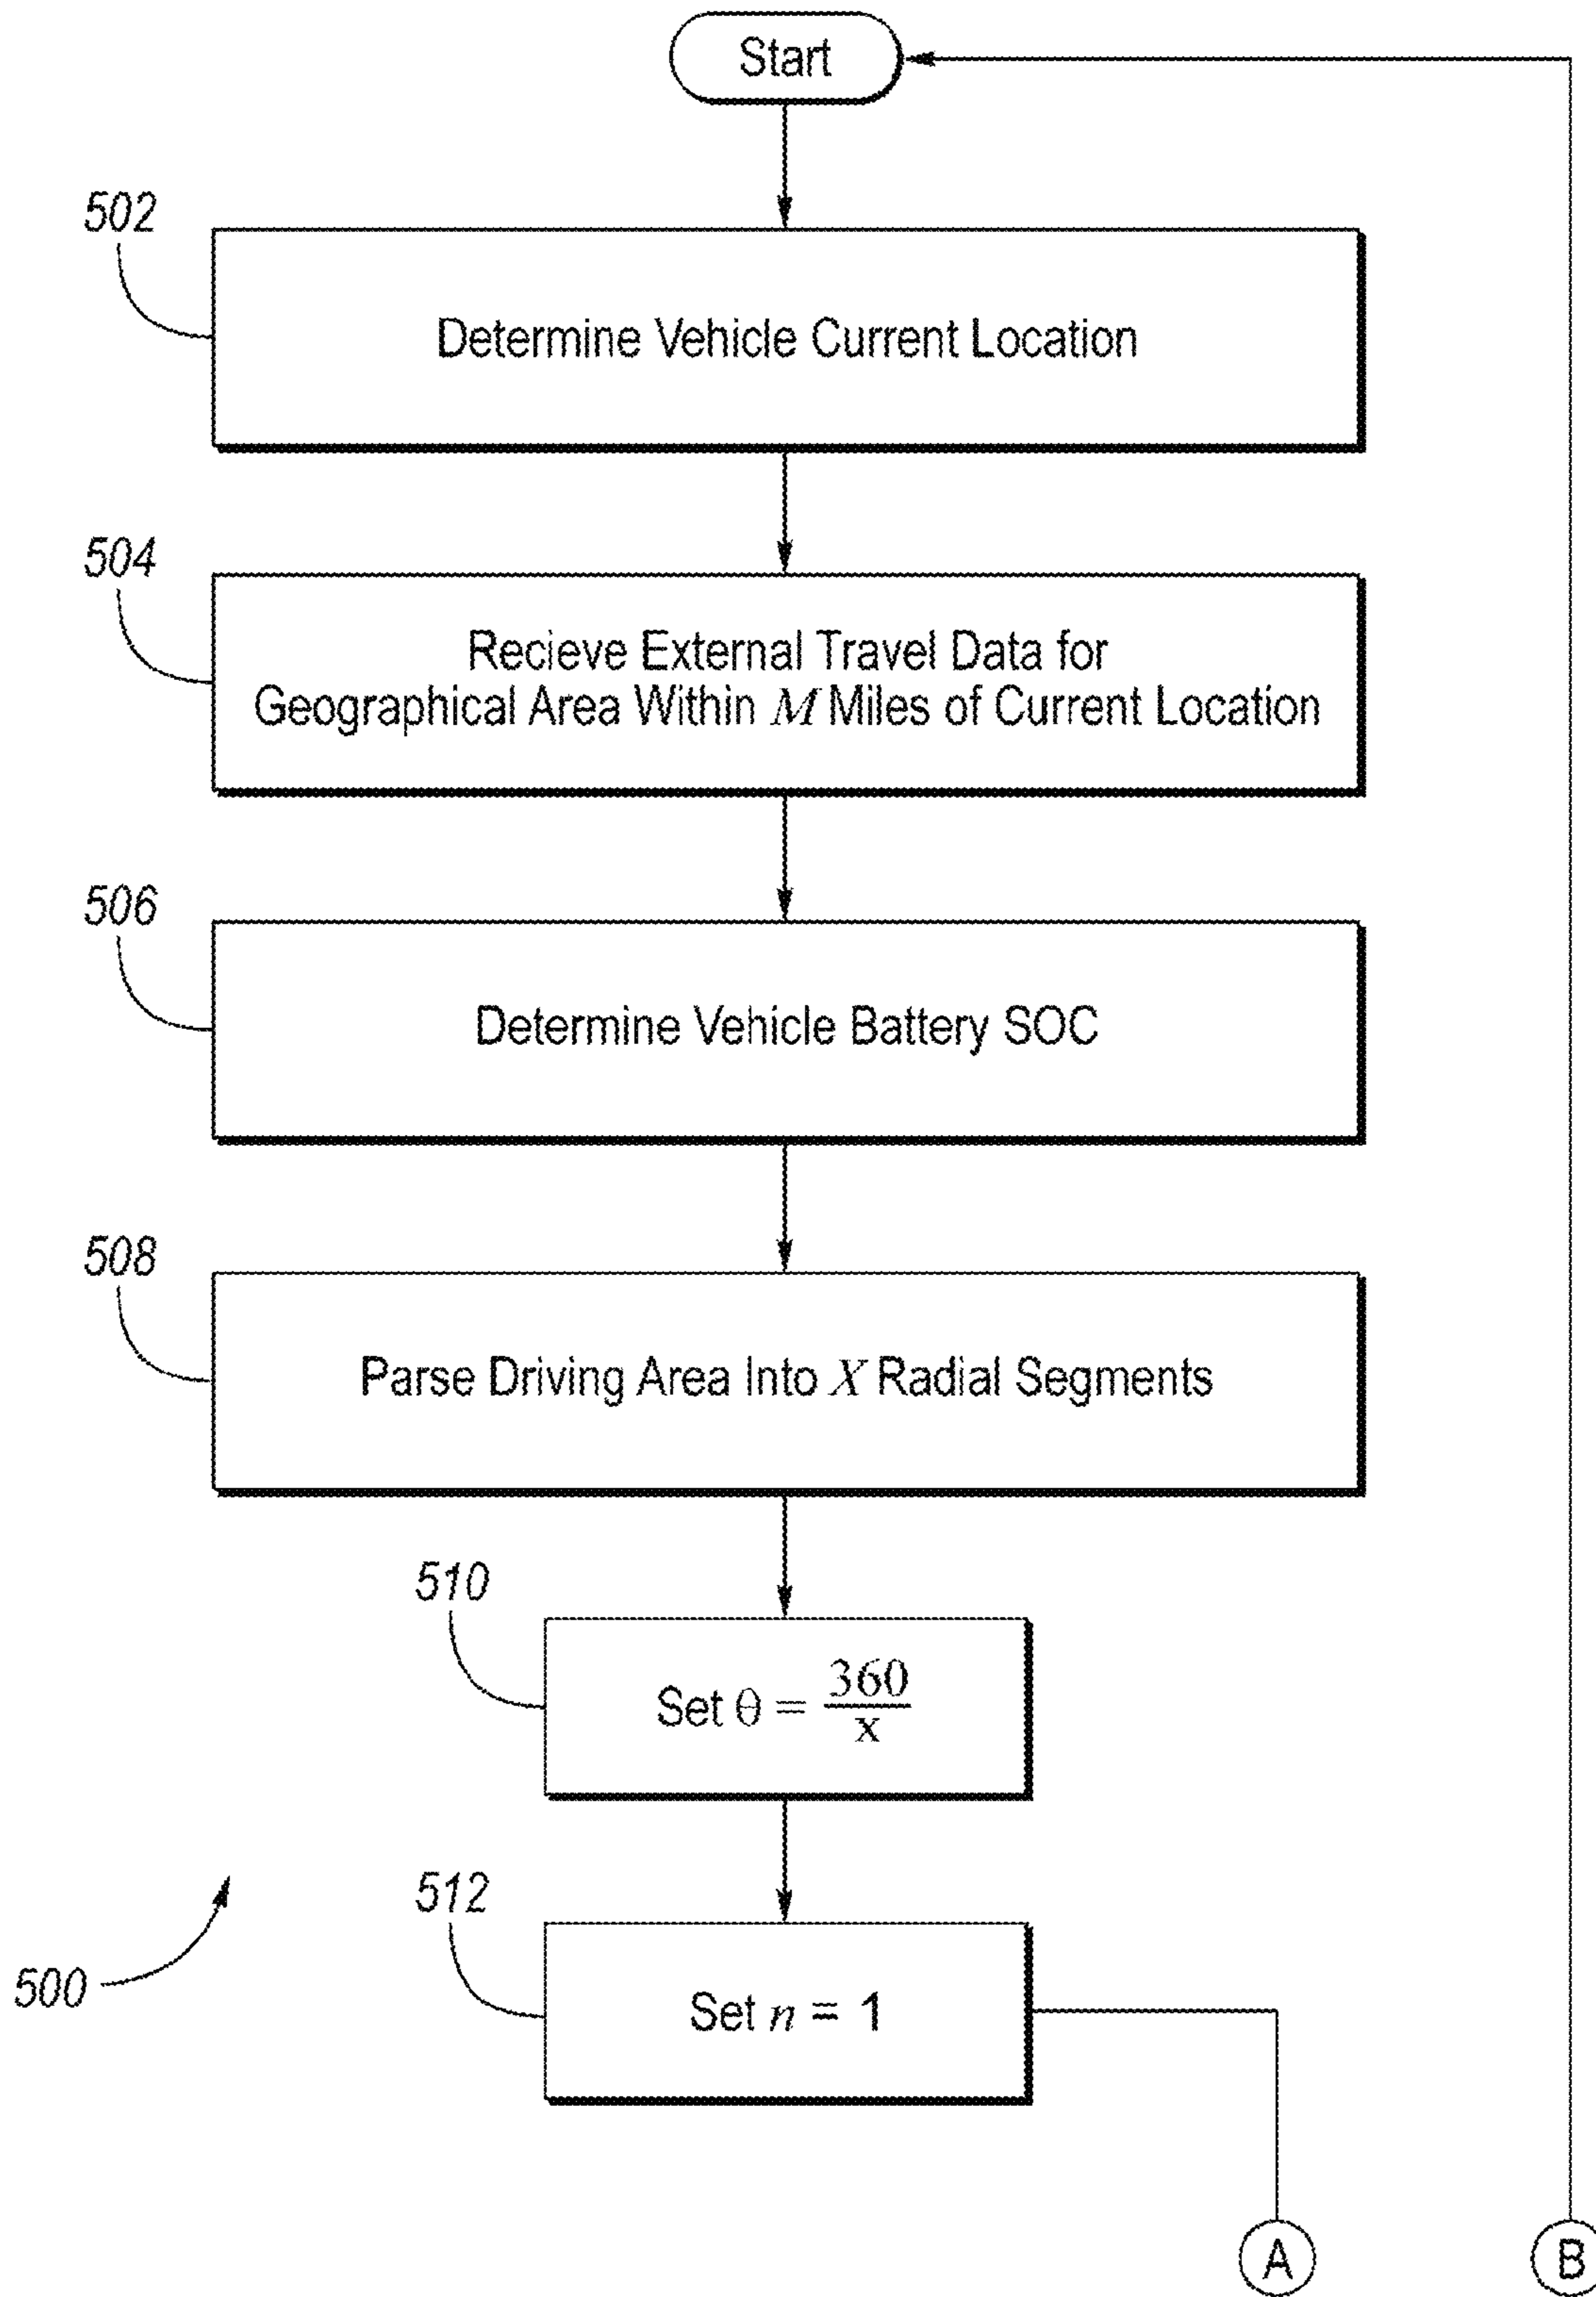 Start
502
Determine Vehicle Current Location
504
Recieve External Travel Data for
Geographical Area Within M Miles of Current Location
506
Determine Vehicle Battery SOC
508
Parse Driving Area Into X Radial Segments
510
Set θ = 360/x
512
Set n = 1
500
A
B